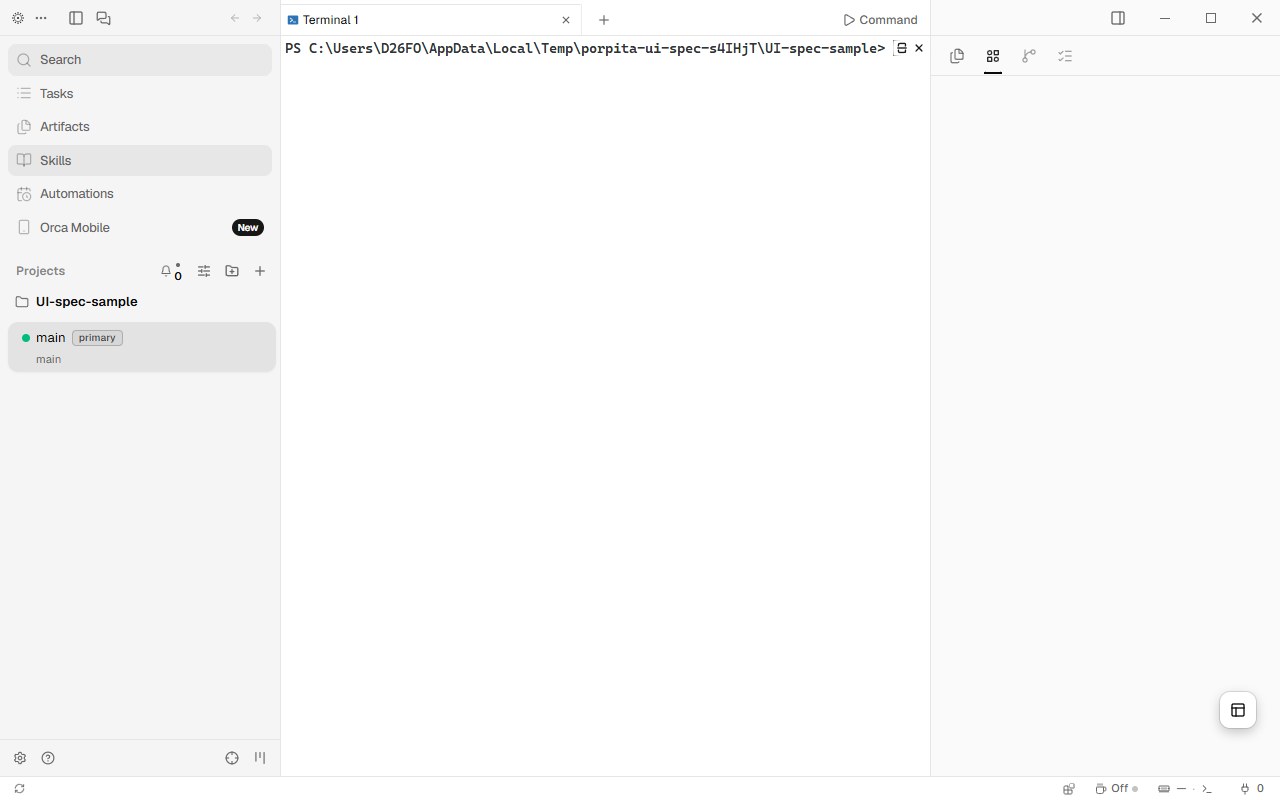 Terminal 1
Command
PS C:\Users\D26FO\AppData\Local\Temp\porpita-ui-spec-s4IHjT\UI-spec-sample>
Search
Tasks
Artifacts
Skills
Automations
Orca Mobile New
Projects 0
UI-spec-sample
main primary
main
Off
0